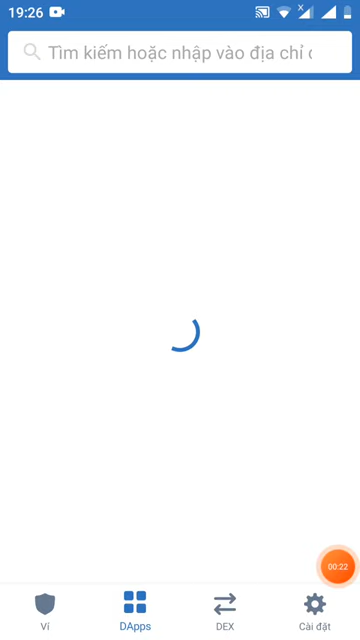 19:26
Tìm kiếm hoặc nhập vào địa chỉ
00:22
Ví
DApps
DEX
Cài đặt